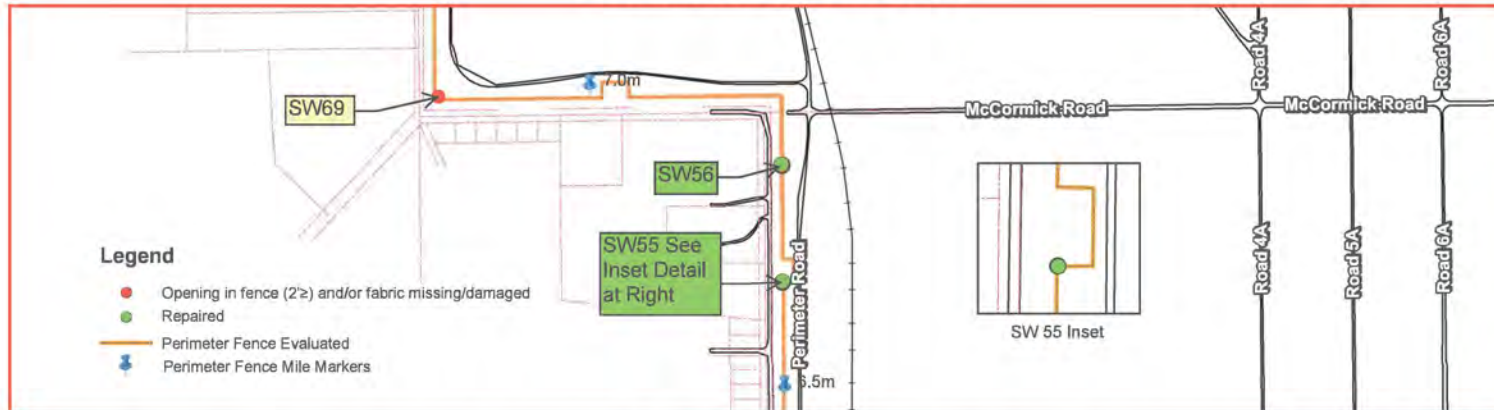 7.0m
SW69
McCormick Road
McCormick Road
Road 4A
Road 5A
Road 6A
SW56
SW55 See
Inset Detail
at Right
Perimeter Road
Road 4A
Road 5A
Road 6A
Legend
Opening in fence (2'≥) and/or fabric missing/damaged
Repaired
Perimeter Fence Evaluated
Perimeter Fence Mile Markers
SW 55 Inset
6.5m